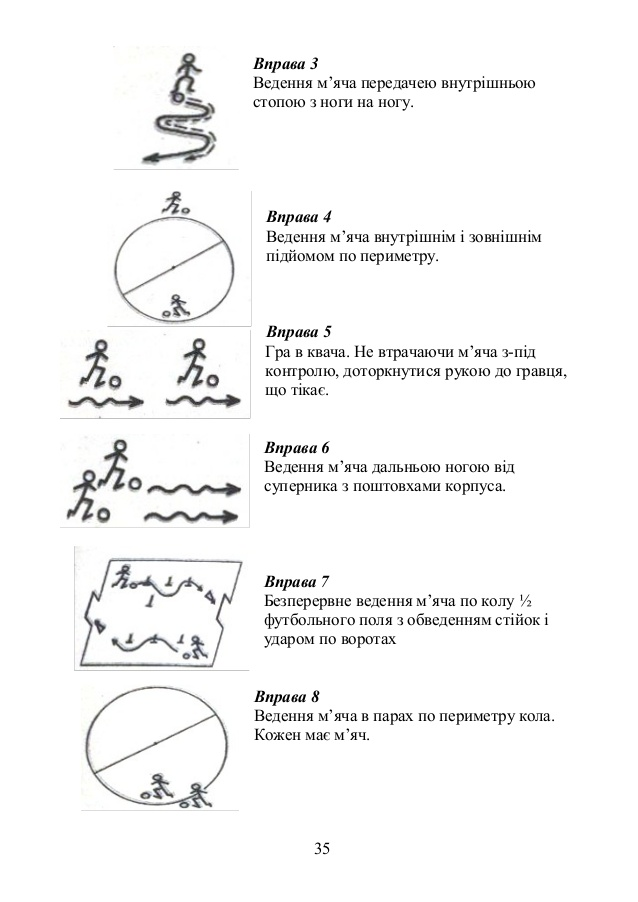 Вправа 3
Ведення м’яча передачею внутрішньою
стопою з ноги на ногу.
Вправа 4
Ведення м’яча внутрішнім і зовнішнім
підйомом по периметру.
Вправа 5
Гра в квача. Не втрачаючи м’яча з-під
контролю, доторкнутися рукою до гравця,
що тікає.
Вправа 6
Ведення м’яча дальньою ногою від
суперника з поштовхами корпуса.
Вправа 7
Безперервне ведення м’яча по колу ½
футбольного поля з обведенням стійок і
ударом по воротах
Вправа 8
Ведення м’яча в парах по периметру кола.
Кожен має м’яч.
35